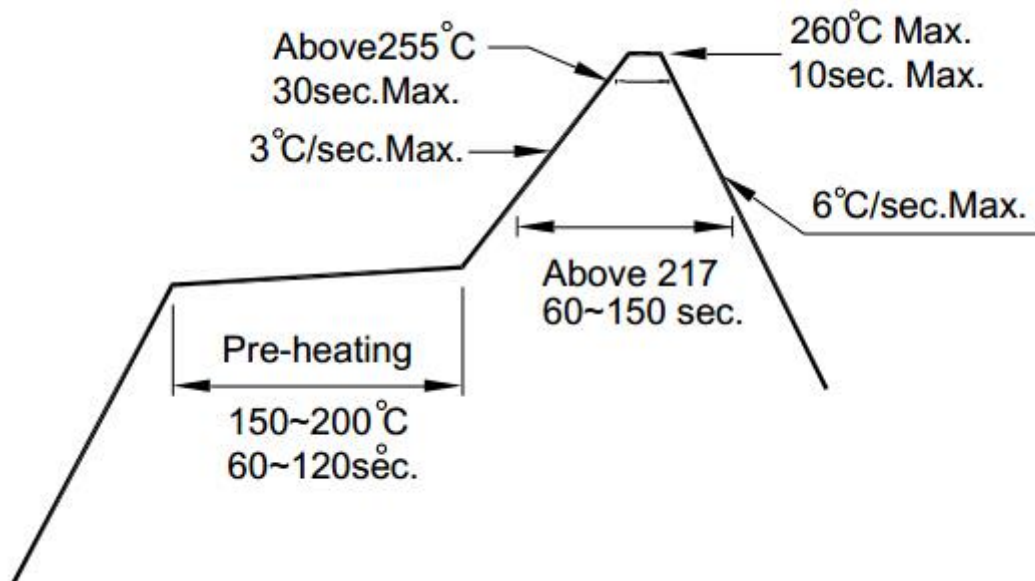 Above255°C
30sec.Max.
260°C Max.
10sec. Max.
3°C/sec.Max.
6°C/sec.Max.
Above 217
60~150 sec.
Pre-heating
150~200°C
60~120sec.